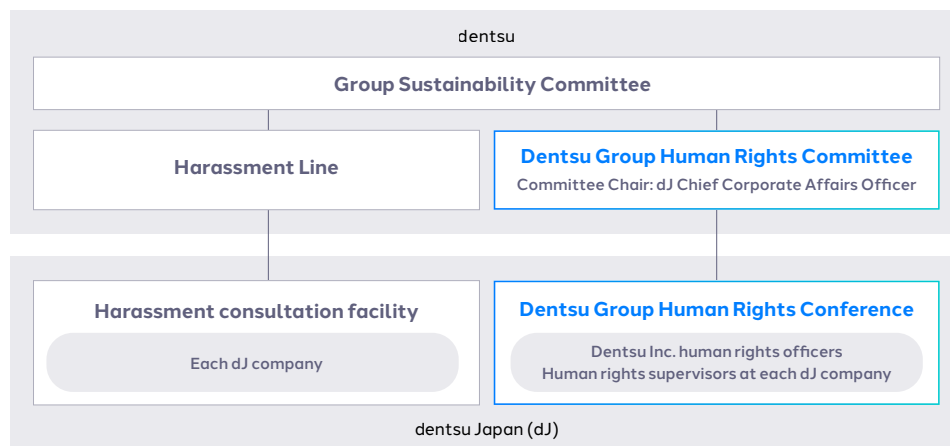 dentsu
Group Sustainability Committee
Harassment Line
Dentsu Group Human Rights Committee
Committee Chair: dJ Chief Corporate Affairs Officer
Harassment consultation facility
Each dJ company
Dentsu Group Human Rights Conference
Dentsu Inc. human rights officers
Human rights supervisors at each dJ company
dentsu Japan (dJ)